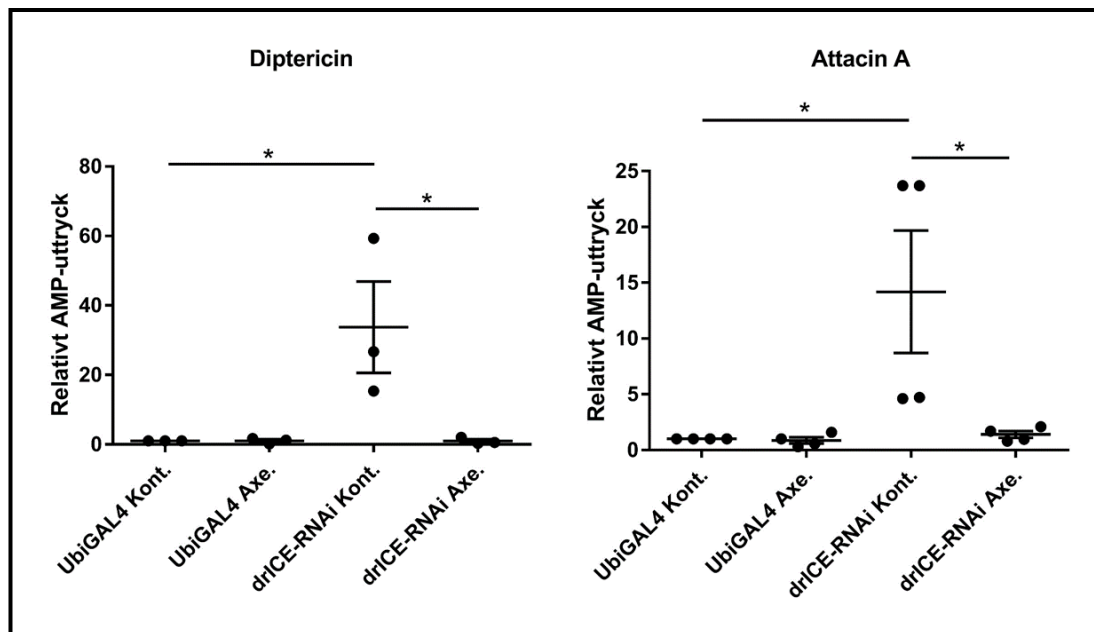 Diptericin
*
*
Relativt AMP-uttryck
80
60
40
20
0
UbiGAL4 Kont.
UbiGAL4 Axe.
drICE-RNAi Kont.
drICE-RNAi Axe.
Attacin A
*
*
Relativt AMP-uttryck
25
20
15
10
5
0
UbiGAL4 Kont.
UbiGAL4 Axe.
drICE-RNAi Kont.
drICE-RNAi Axe.